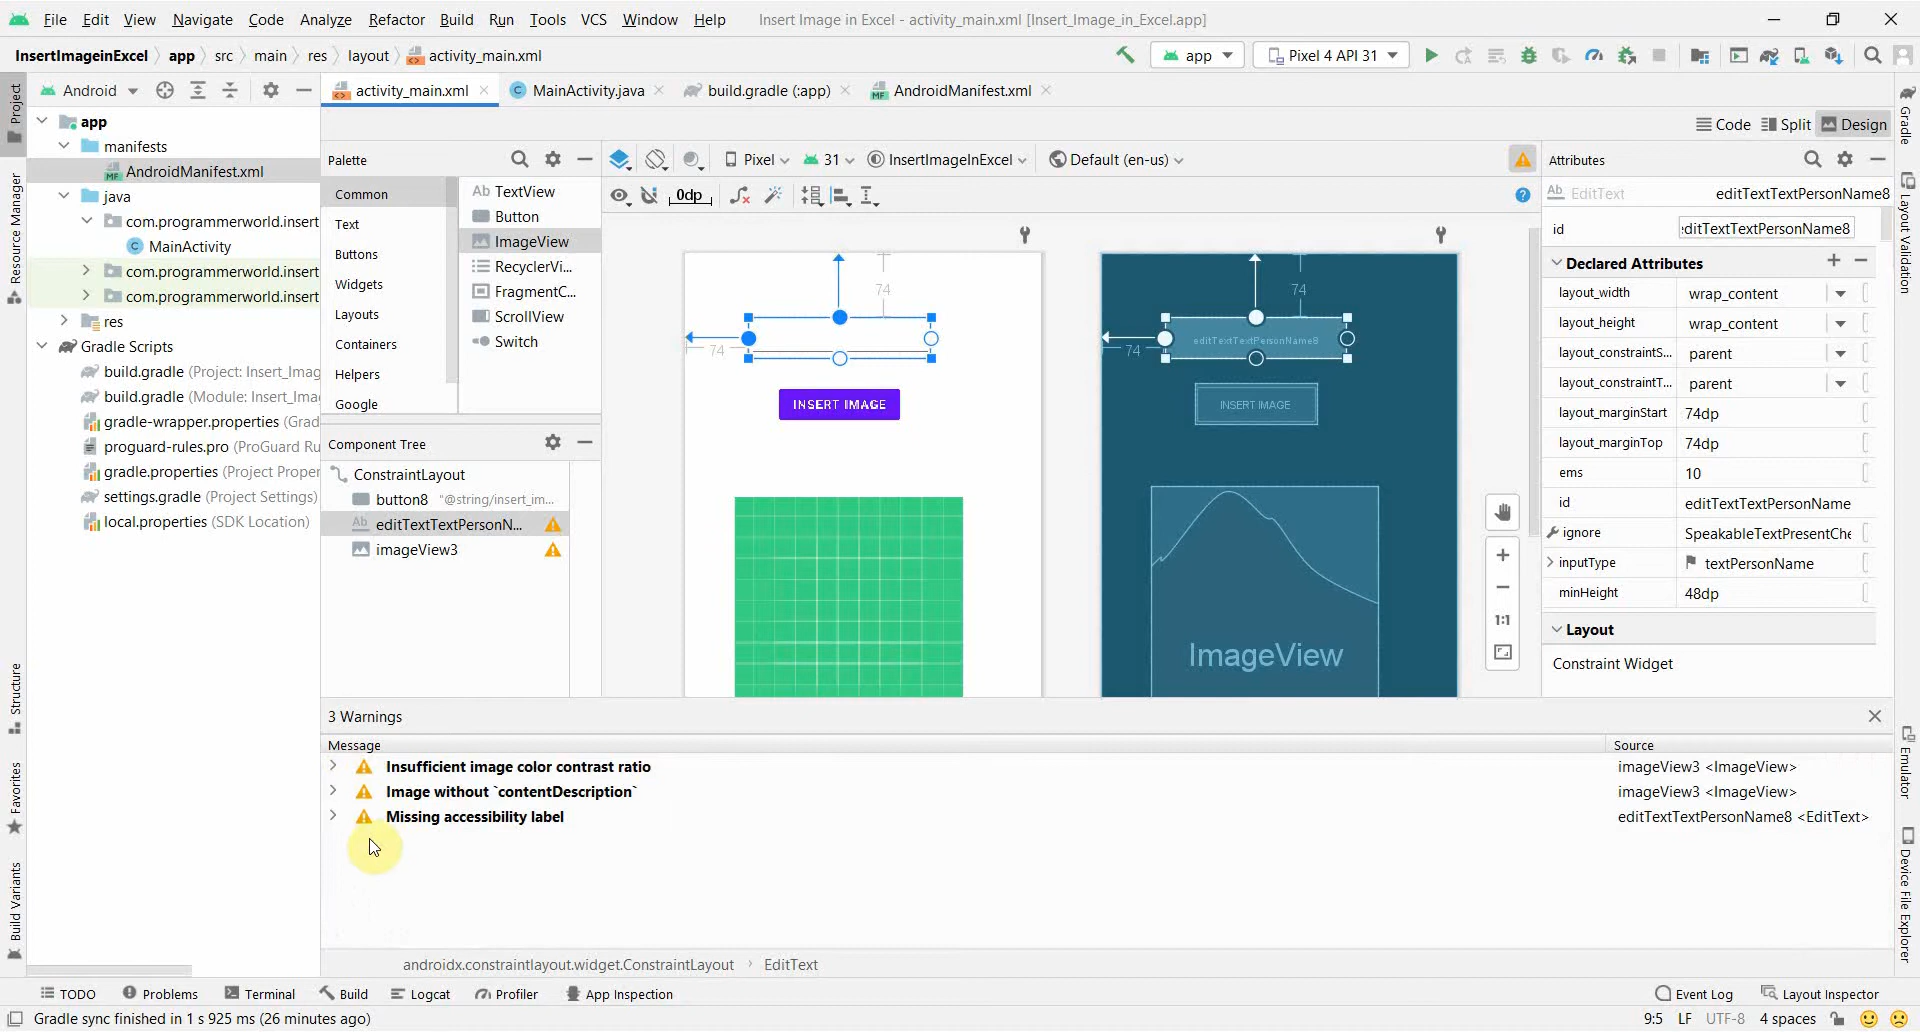 File Edit View Navigate Code Analyze Refactor Build Run Tools VCS Window Help Insert Image in Excel - activity_main.xml [Insert_Image_in_Excel.app]
InsertImageinExcel app src main res layout activity_main.xml app Pixel 4 API 31
Project
Resource Manager
Structure
Favorites
Build Variants
Android
app
manifests
AndroidManifest.xml
java
com.programmerworld.insert
MainActivity
com.programmerworld.insert
com.programmerworld.insert
res
Gradle Scripts
build.gradle (Project: Insert_Imag
build.gradle (Module: Insert_Ima
gradle-wrapper.properties (Grad
proguard-rules.pro (ProGuard Ru
gradle.properties (Project Proper
settings.gradle (Project Settings)
local.properties (SDK Location)
activity_main.xml MainActivity.java build.gradle (:app) AndroidManifest.xml
Code Split Design
Palette
Common
Text
Buttons
Widgets
Layouts
Containers
Helpers
Google
Ab TextView
Button
ImageView
RecyclerVi...
FragmentC...
ScrollView
Switch
Component Tree
ConstraintLayout
button8 "@string/insert_im...
Ab editTextTextPersonN...
imageView3
Pixel 31 InsertImageInExcel Default (en-us)
0dp
74
74
INSERT IMAGE
74
74
editTextTextPersonName8
INSERT IMAGE
ImageView
1:1
Attributes
Ab EditText editTextTextPersonName8
id :ditTextTextPersonName8
Declared Attributes
layout_width wrap_content
layout_height wrap_content
layout_constraintS... parent
layout_constraintT... parent
layout_marginStart 74dp
layout_marginTop 74dp
ems 10
id editTextTextPersonName
ignore SpeakableTextPresentChe
inputType textPersonName
minHeight 48dp
Layout
Constraint Widget
Gradle
Layout Validation
Emulator
Device File Explorer
3 Warnings
Message Source
Insufficient image color contrast ratio imageView3 <ImageView>
Image without `contentDescription` imageView3 <ImageView>
Missing accessibility label editTextTextPersonName8 <EditText>
androidx.constraintlayout.widget.ConstraintLayout EditText
TODO Problems Terminal Build Logcat Profiler App Inspection Event Log Layout Inspector
Gradle sync finished in 1 s 925 ms (26 minutes ago) 9:5 LF UTF-8 4 spaces